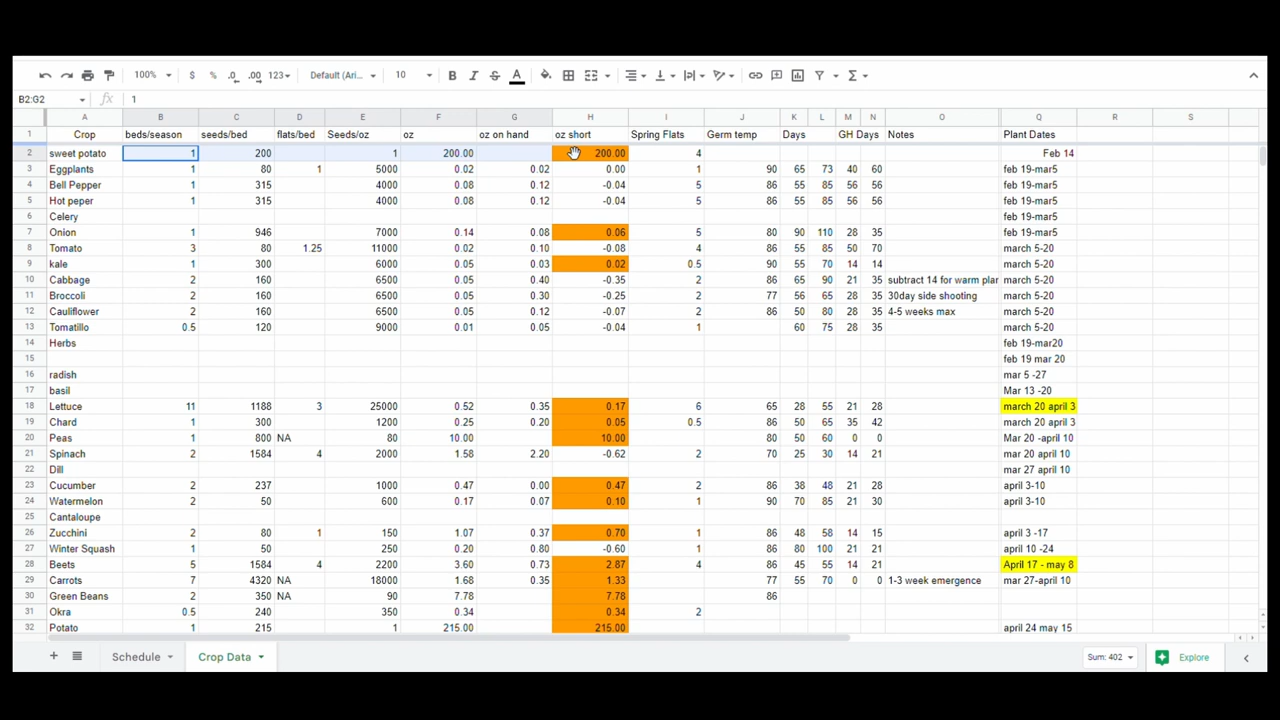 100% $ % .0 .00 123 Default (Ari... 10 B I S A
B2:G2 fx 1
A B C D E F G H I J K L M N O Q R S
1 Crop beds/season seeds/bed flats/bed Seeds/oz oz oz on hand oz short Spring Flats Germ temp Days GH Days Notes Plant Dates
2 sweet potato 1 200 1 200.00 200.00 4 Feb 14
3 Eggplants 1 80 1 5000 0.02 0.02 0.00 1 90 65 73 40 60 feb 19-mar5
4 Bell Pepper 1 315 4000 0.08 0.12 -0.04 5 86 55 85 56 56 feb 19-mar5
5 Hot peper 1 315 4000 0.08 0.12 -0.04 5 86 55 85 56 56 feb 19-mar5
6 Celery feb 19-mar5
7 Onion 1 946 7000 0.14 0.08 0.06 5 80 90 110 28 35 feb 19-mar5
8 Tomato 3 80 1.25 11000 0.02 0.10 -0.08 4 86 55 85 50 70 march 5-20
9 kale 1 300 6000 0.05 0.03 0.02 0.5 90 55 70 14 14 march 5-20
10 Cabbage 2 160 6500 0.05 0.40 -0.35 2 86 65 90 21 35 subtract 14 for warm plar march 5-20
11 Broccoli 2 160 6500 0.05 0.30 -0.25 2 77 56 65 28 35 30day side shooting march 5-20
12 Cauliflower 2 160 6500 0.05 0.12 -0.07 2 86 50 80 28 35 4-5 weeks max march 5-20
13 Tomatillo 0.5 120 9000 0.01 0.05 -0.04 1 60 75 28 35 march 5-20
14 Herbs feb 19-mar20
15 feb 19 mar 20
16 radish mar 5 -27
17 basil Mar 13 -20
18 Lettuce 11 1188 3 25000 0.52 0.35 0.17 6 65 28 55 21 28 march 20 april 3
19 Chard 1 300 1200 0.25 0.20 0.05 0.5 86 50 65 35 42 march 20 april 3
20 Peas 1 800 NA 80 10.00 10.00 80 50 60 0 0 Mar 20 -april 10
21 Spinach 2 1584 4 2000 1.58 2.20 -0.62 2 70 25 30 14 21 mar 20 april 10
22 Dill mar 27 april 10
23 Cucumber 2 237 1000 0.47 0.00 0.47 2 86 38 48 21 28 april 3-10
24 Watermelon 2 50 600 0.17 0.07 0.10 1 90 70 85 21 30 april 3-10
25 Cantaloupe
26 Zucchini 2 80 1 150 1.07 0.37 0.70 1 86 48 58 14 15 april 3 -17
27 Winter Squash 1 50 250 0.20 0.80 -0.60 1 86 80 100 21 21 april 10 -24
28 Beets 5 1584 4 2200 3.60 0.73 2.87 4 86 45 55 14 21 April 17 - may 8
29 Carrots 7 4320 NA 18000 1.68 0.35 1.33 77 55 70 0 0 1-3 week emergence mar 27-april 10
30 Green Beans 2 350 NA 90 7.78 7.78 86
31 Okra 0.5 240 350 0.34 0.34 2
32 Potato 1 215 1 215.00 215.00 april 24 may 15
Schedule Crop Data Sum: 402 Explore